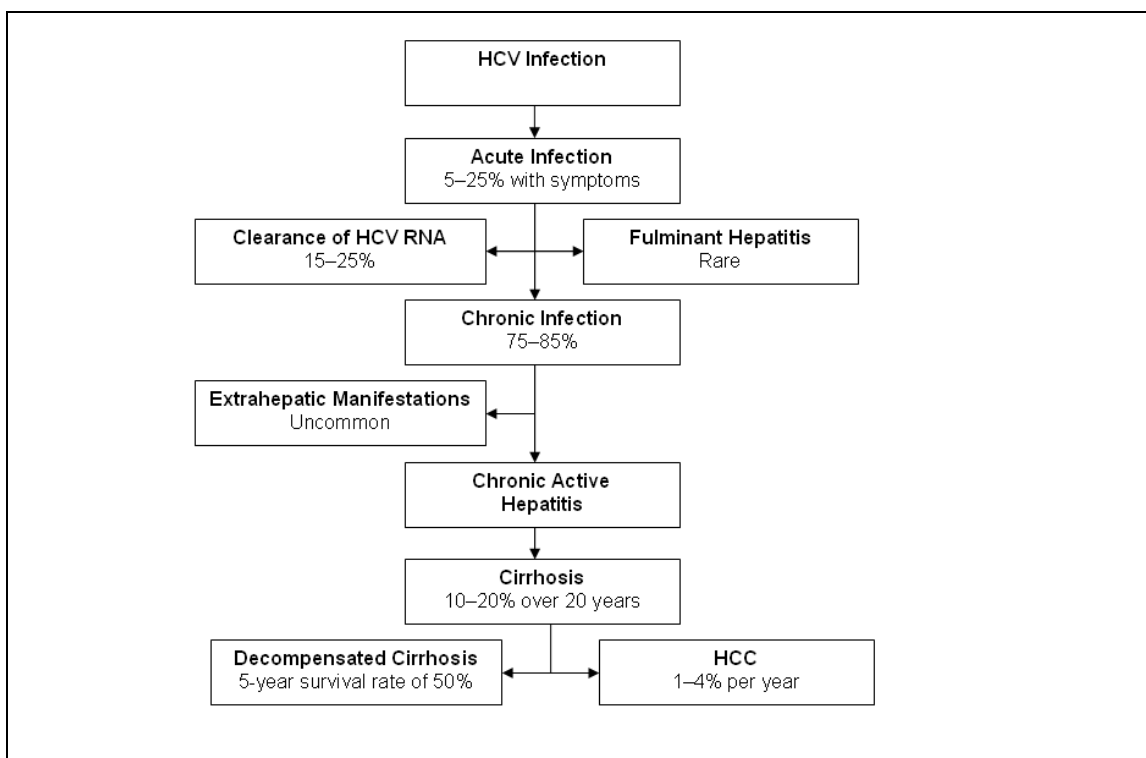 HCV Infection
Acute Infection
5–25% with symptoms
Clearance of HCV RNA
15–25%
Fulminant Hepatitis
Rare
Chronic Infection
75–85%
Extrahepatic Manifestations
Uncommon
Chronic Active
Hepatitis
Cirrhosis
10–20% over 20 years
Decompensated Cirrhosis
5-year survival rate of 50%
HCC
1–4% per year